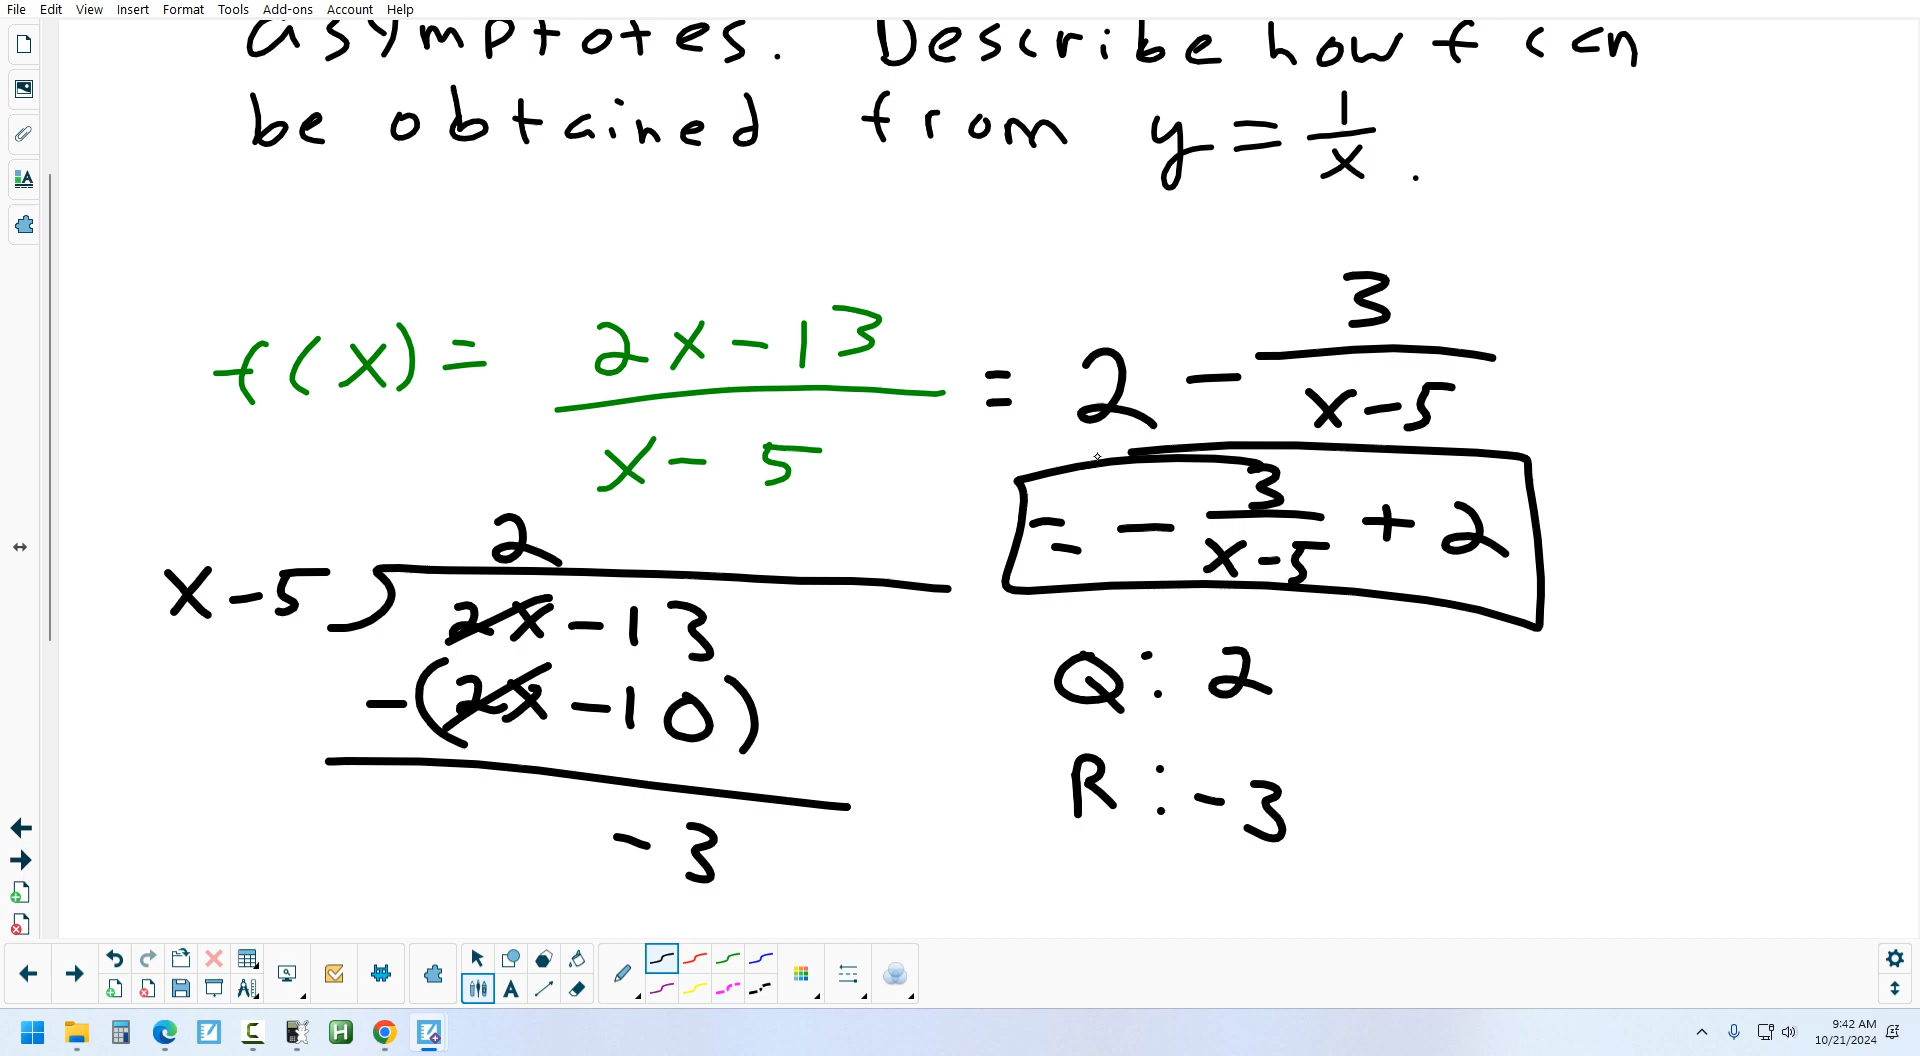 File Edit View Insert Format Tools Add-ons Account Help
asymptotes. Describe how f can
be obtained from y = 1/x .
f(x) = (2x - 13)/(x - 5) = 2 - 3/(x - 5)
= - 3/(x - 5) + 2
2
x - 5 ) 2x - 13
-(2x - 10)
- 3
Q : 2
R : - 3
9:42 AM
10/21/2024